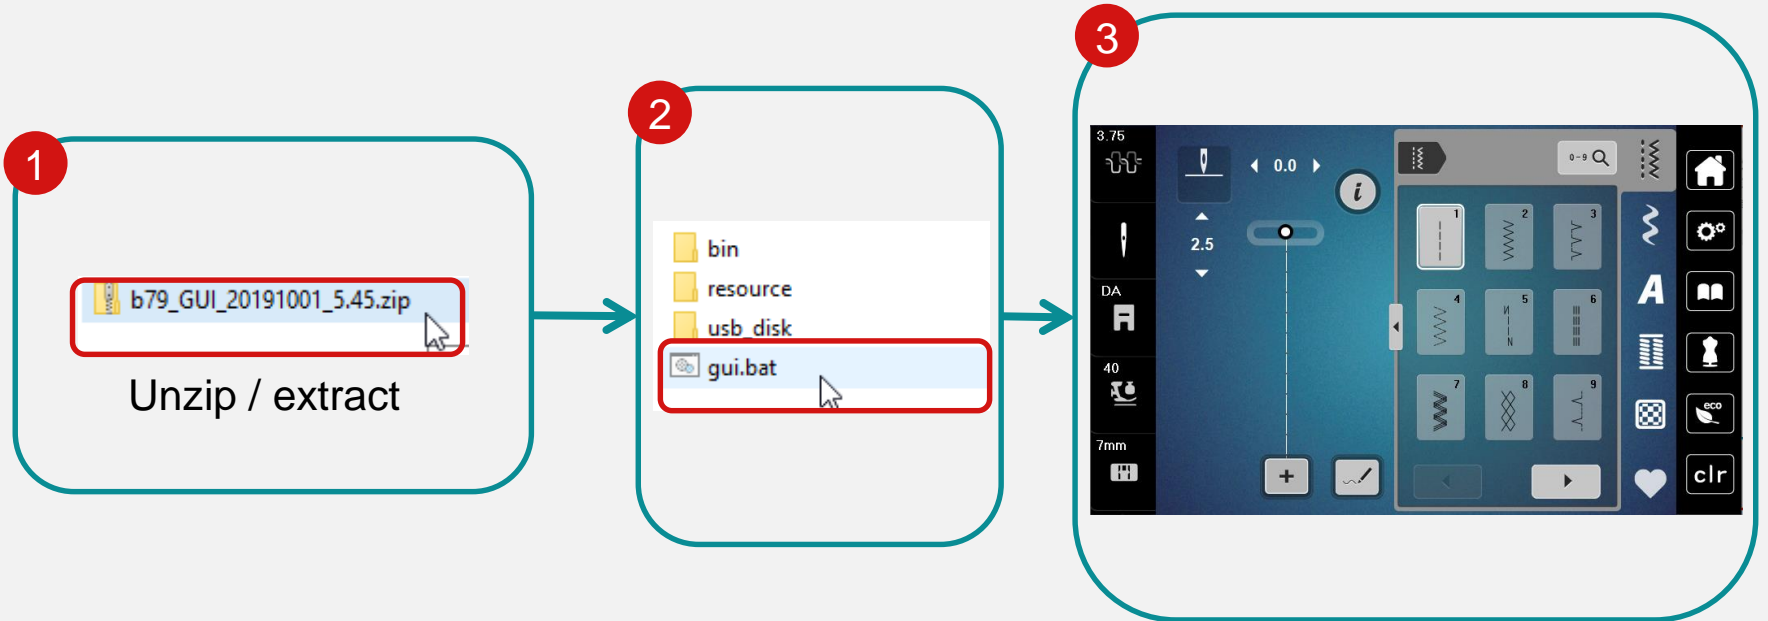 1
b79_GUI_20191001_5.45.zip
Unzip / extract
2
bin
resource
usb_disk
gui.bat
3
3.75
0.0
i
2.5
DA
40
7mm
0-9
1 2 3
4 5 6
7 8 9
A
eco
clr